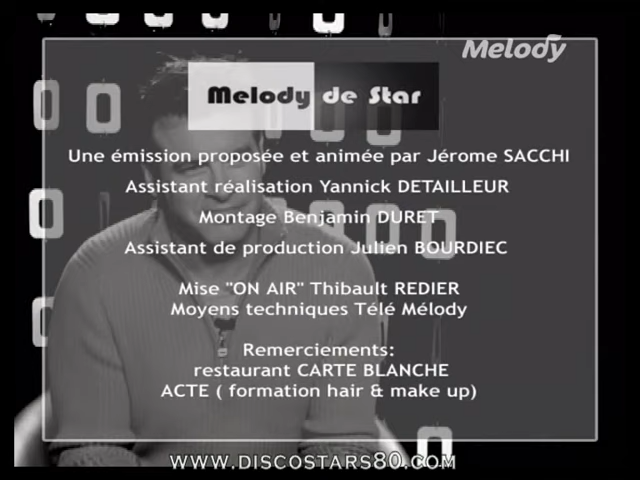 Melody
Melody de Star
Une émission proposée et animée par Jérome SACCHI
Assistant réalisation Yannick DETAILLEUR
Montage Benjamin DURET
Assistant de production Julien BOURDIEC
Mise "ON AIR" Thibault REDIER
Moyens techniques Télé Mélody
Remerciements:
restaurant CARTE BLANCHE
ACTE ( formation hair & make up)
WWW.DISCOSTARS80.COM